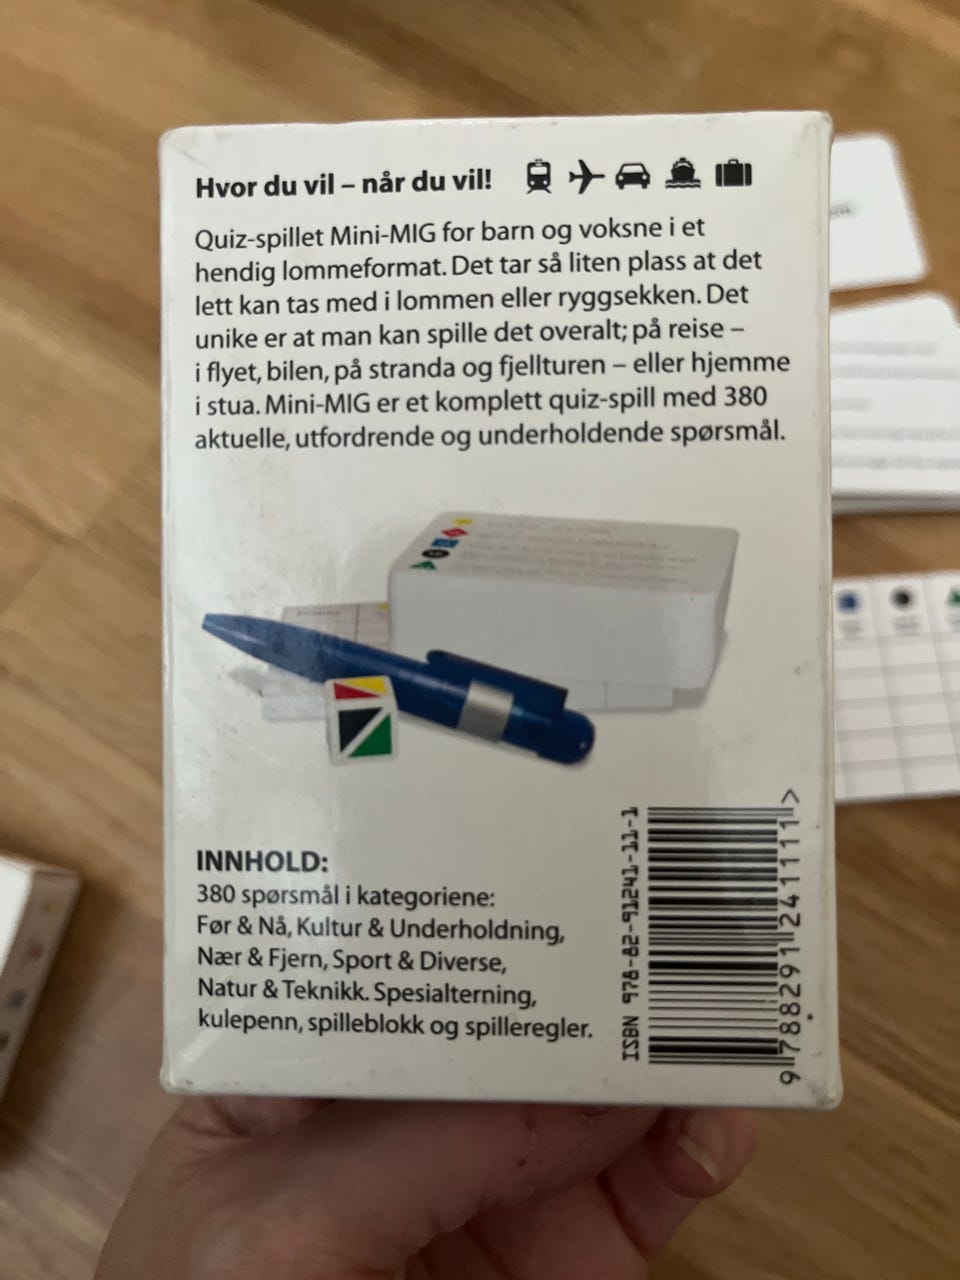 Hvor du vil – når du vil!
Quiz-spillet Mini-MIG for barn og voksne i et
hendig lommeformat. Det tar så liten plass at det
lett kan tas med i lommen eller ryggsekken. Det
unike er at man kan spille det overalt; på reise –
i flyet, bilen, på stranda og fjellturen – eller hjemme
i stua. Mini-MIG er et komplett quiz-spill med 380
aktuelle, utfordrende og underholdende spørsmål.
INNHOLD:
380 spørsmål i kategoriene:
Før & Nå, Kultur & Underholdning,
Nær & Fjern, Sport & Diverse,
Natur & Teknikk. Spesialterning,
kulepenn, spilleblokk og spilleregler.
ISBN 978-82-91241-11-1
9 788291 241111 >